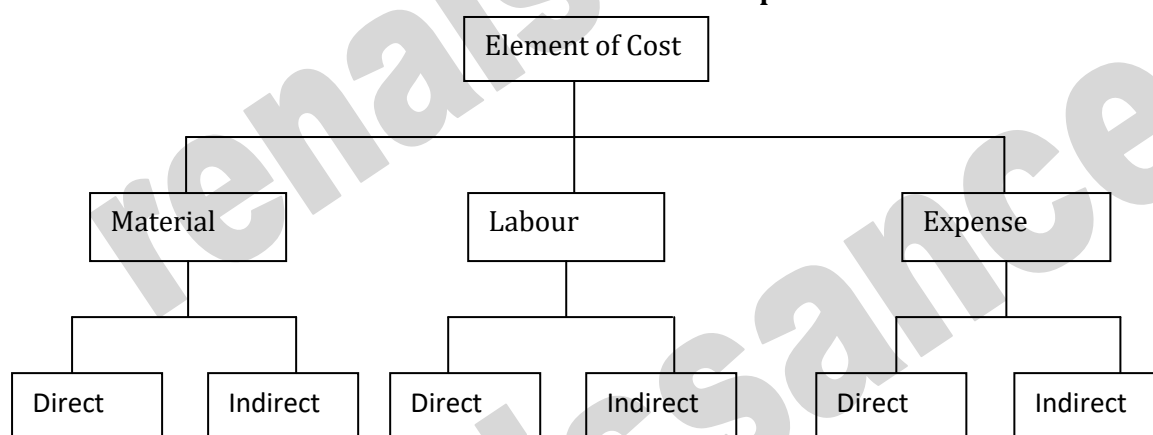 Element of Cost
Material Labour Expense
Direct Indirect Direct Indirect Direct Indirect